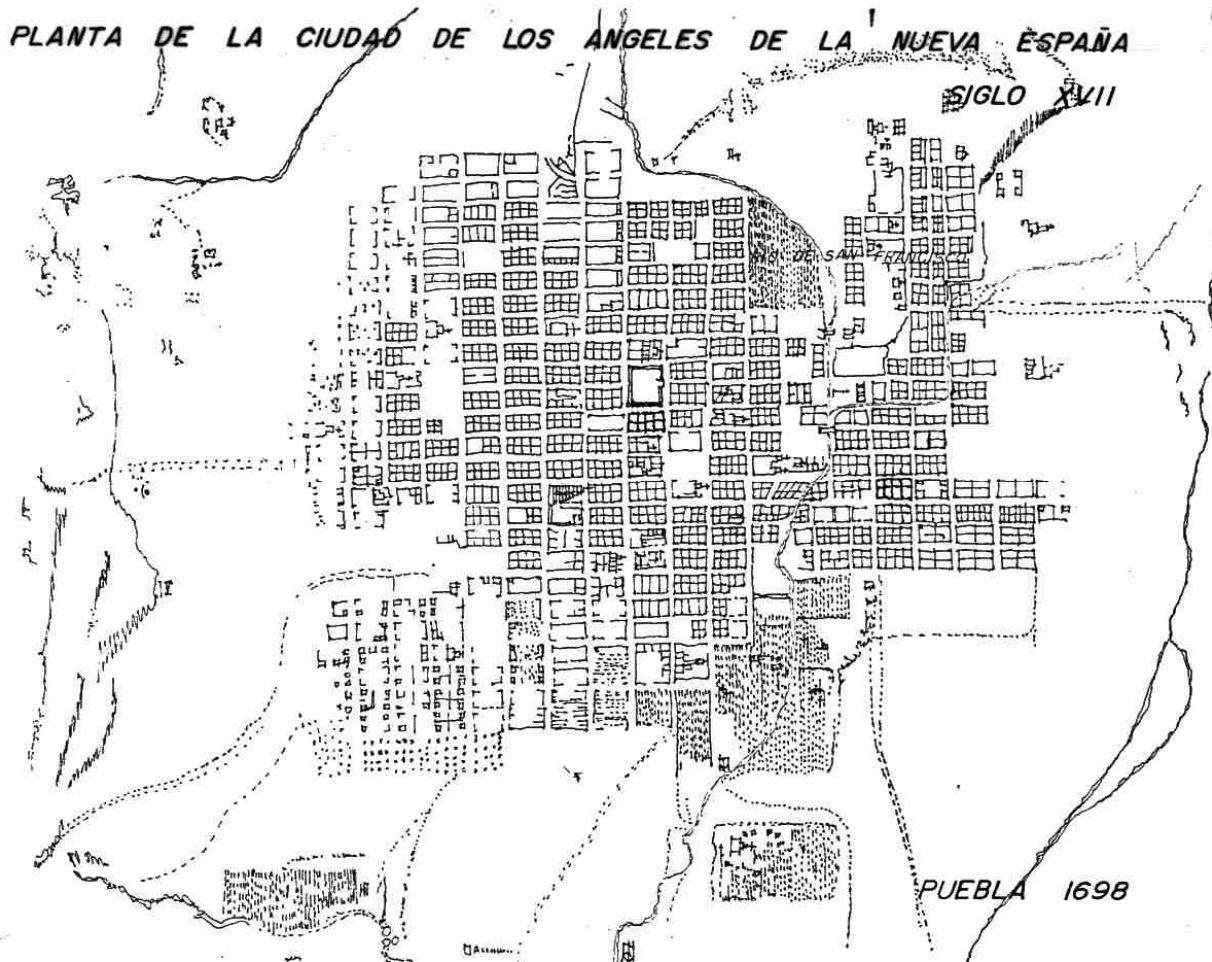 PLANTA DE LA CIUDAD DE LOS ANGELES DE LA NUEVA ESPAÑA
SIGLO XVII
RIO DE SAN FRANCISCO
PUEBLA 1698